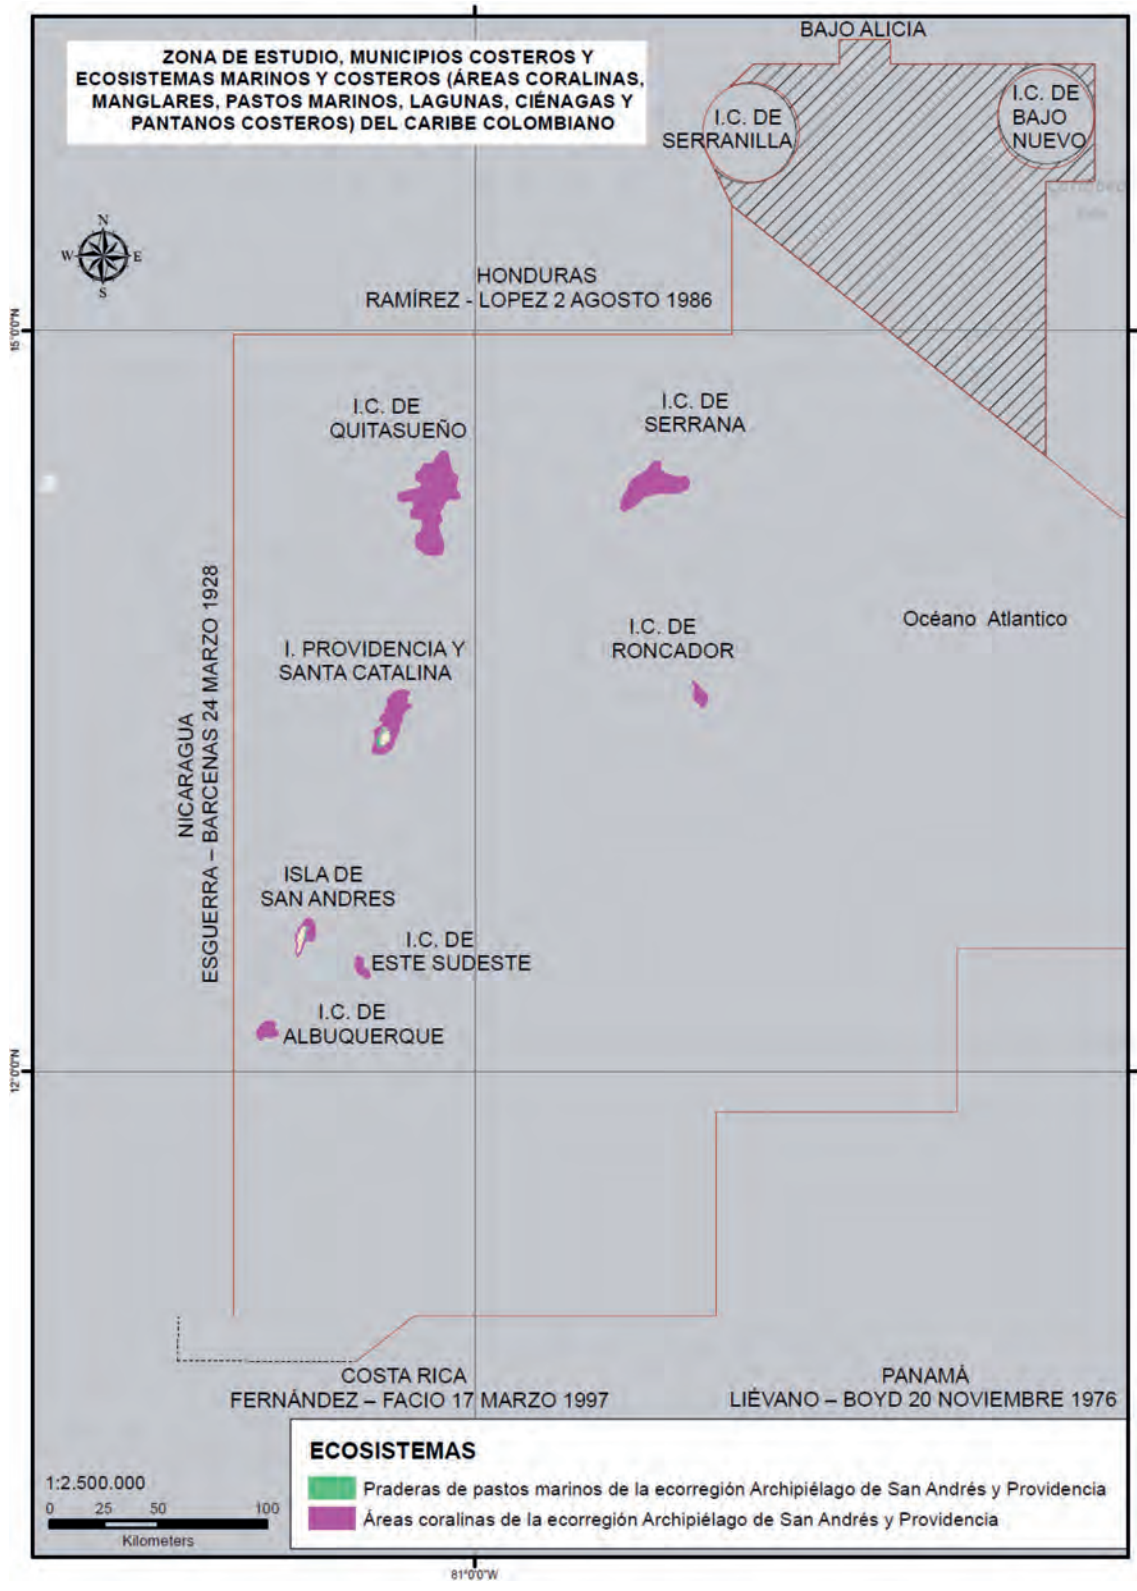 ZONA DE ESTUDIO, MUNICIPIOS COSTEROS Y
ECOSISTEMAS MARINOS Y COSTEROS (ÁREAS CORALINAS,
MANGLARES, PASTOS MARINOS, LAGUNAS, CIÉNAGAS Y
PANTANOS COSTEROS) DEL CARIBE COLOMBIANO
BAJO ALICIA
I.C. DE
SERRANILLA
I.C. DE
BAJO
NUEVO
N
W
E
S
HONDURAS
RAMÍREZ - LOPEZ 2 AGOSTO 1986
15°0'0"N
I.C. DE
QUITASUEÑO
I.C. DE
SERRANA
Océano Atlantico
I. PROVIDENCIA Y
SANTA CATALINA
I.C. DE
RONCADOR
NICARAGUA
ESGUERRA – BARCENAS 24 MARZO 1928
ISLA DE
SAN ANDRES
I.C. DE
ESTE SUDESTE
I.C. DE
ALBUQUERQUE
12°0'0"N
COSTA RICA
FERNÁNDEZ – FACIO 17 MARZO 1997
PANAMÁ
LIÉVANO – BOYD 20 NOVIEMBRE 1976
ECOSISTEMAS
Praderas de pastos marinos de la ecorregión Archipiélago de San Andrés y Providencia
Áreas coralinas de la ecorregión Archipiélago de San Andrés y Providencia
1:2.500.000
0 25 50 100
Kilometers
81°0'0"W